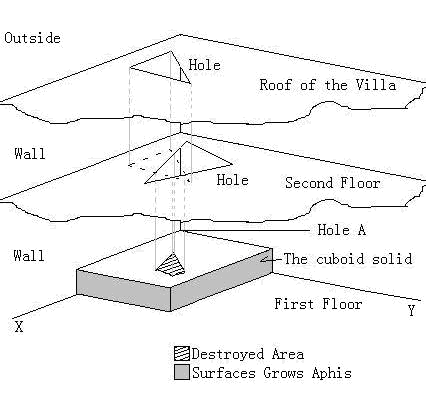 Outside
Hole
Roof of the Villa
Wall
Hole
Second Floor
Hole A
Wall
The cuboid solid
First Floor
X
Y
Destroyed Area
Surfaces Grows Aphis